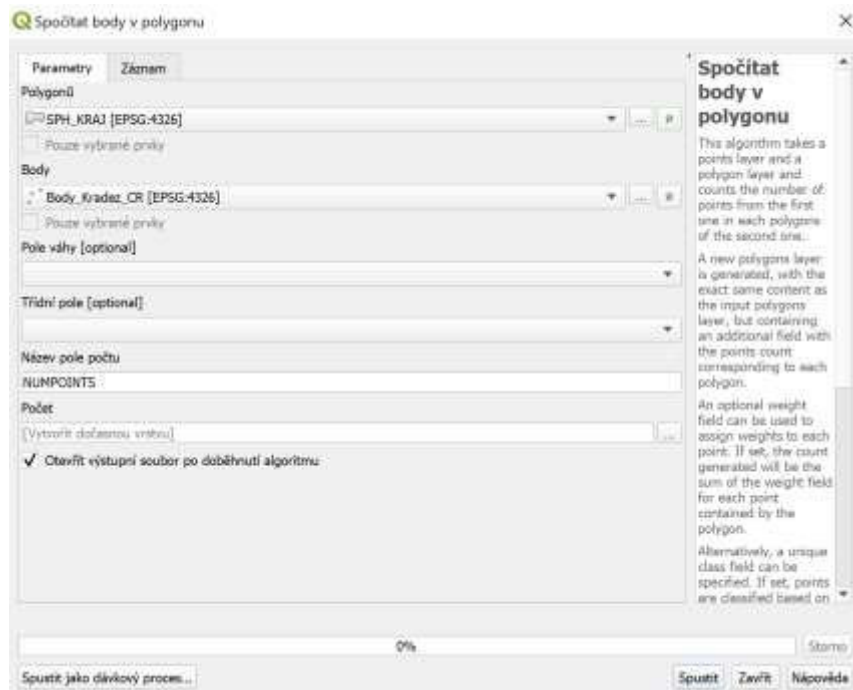 Spočítat body v polygonu
Parametry
Záznam
Polygonů
SPH_KRAJ [EPSG:4326]
...
Pouze vybrané prvky
Body
Body_Kradez_CR [EPSG:4326]
...
Pouze vybrané prvky
Pole váhy [optional]
Třídní pole [optional]
Název pole počtu
NUMPOINTS
Počet
[Vytvořit dočasnou vrstvu]
...
Otevřít výstupní soubor po doběhnutí algoritmu
Spočítat
body v
polygonu
This algorithm takes a
points layer and a
polygon layer and
counts the number of
points from the first
one in each polygons
of the second one.
A new polygons layer
is generated, with the
exact same content as
the input polygons
layer, but containing
an additional field with
the points count
corresponding to each
polygon.
An optional weight
field can be used to
assign weights to each
point. If set, the count
generated will be the
sum of the weight field
for each point
contained by the
polygon.
Alternatively, a unique
class field can be
specified. If set, points
are classified based on
0%
Storno
Spustit jako dávkový proces...
Spustit
Zavřít
Nápověda